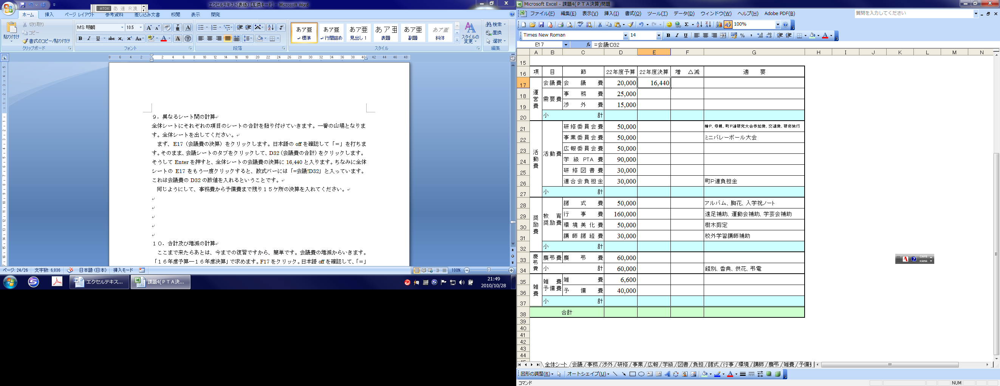 エクセルテキスト(表紙) [互換モード] - Microsoft Word
ATOK あ 連 R漢
ホーム 挿入 ページ レイアウト 参考資料 差し込み文書 校閲 表示 開発
貼り付け
切り取り
コピー
書式のコピー/貼り付け
クリップボード
MS 明朝 10.5
フォント
段落
あア亜 標準
あア亜 行間詰め
あア亜 見出し 1
あア亜 表題
あア亜 副題
あア亜 斜体
スタイルの変更
スタイル
検索
置換
選択
編集
8 6 4 2 2 4 6 8 10 12 14 16 18 20 22 24 26 28 30 32 34 36 38 40 42 44 46 48
９．異なるシート間の計算
全体シートにそれぞれの項目のシートの合計を貼り付けていきます。一番の山場となりま
す。全体シートを出してください。
まず、E17（会議費の決算）をクリックします。日本語の off を確認して「＝」を打ちま
す。そのまま、会議シートのタブをクリックして、D32（会議費の合計）をクリックします。
そうして Enter を押すと、全体シートの会議費の決算に 16,440 と入ります。ちなみに全体
シートの E17 をもう一度クリックすると、数式バーには「=会議!D32」と入っています。
これは会議費の D32 の数値を入れるということです。
同じようにして、事務費から予備費まで残り１５ケ所の決算を入れてください。
１０．合計及び増減の計算
ここまで来たらあとは、今までの復習ですから、簡単です。会議費の増減からいきます。
「１６年度予算―１６年度決算」で求めます。F17 をクリック。日本語 off を確認して、「＝」
ページ: 24/26 文字数: 6,836 日本語 (日本) 挿入モード 100%
エクセルテキス... 課題4(ＰＴＡ決...
21:49
2010/10/28
Microsoft Excel - 課題4(ＰＴＡ決算)問題
ファイル(F) 編集(E) 表示(V) 挿入(I) 書式(O) ツール(T) データ(D) ウィンドウ(W) ヘルプ(H) Adobe PDF(B) 質問を入力してください
100%
Times New Roman 14
E17 fx =会議!D32
A B C D E F G H I J K L M N
15
16 項 目 節 22年度予算 22年度決算 増 △減 適 要
17 運営費 会議費 会議費 20,000 16,440
18 需要費 事務費 25,000
19 渉外費 15,000
20 小計
21 活動費 活動費 研修委員会費 50,000 檜Ｐ、母親、町Ｐ連研究大会参加費、交通費、研修旅行
22 事業委員会費 50,000 ミニバレーボール大会
23 広報委員会費 50,000
24 学級 PTA 費 90,000
25 研修図書費 30,000
26 連合会負担金 30,000 町Ｐ連負担金
27 小計
28 奨励費 教育奨励費 諸式費 50,000 アルバム、胸花、入学祝ノート
29 行事費 160,000 遠足補助、運動会補助、学芸会補助
30 環境美化費 50,000 樹木剪定
31 講師諸経費 30,000 校外学習講師補助
32 小計
33 慶弔費 慶弔費 慶弔費 60,000
34 小計 60,000 餞別、香典、供花、弔電
35 雑費 雑費予備費 雑費 6,600
36 予備費 40,000
37 小計
38 合計
39
40
41
42
43
44
A CAPS KANA
全体シート 会議 事務 渉外 研修 事業 広報 学級 図書 負担 諸式 行事 環境 講師 慶弔 雑費 予備
図形の調整(R) オートシェイプ(U)
コマンド NUM